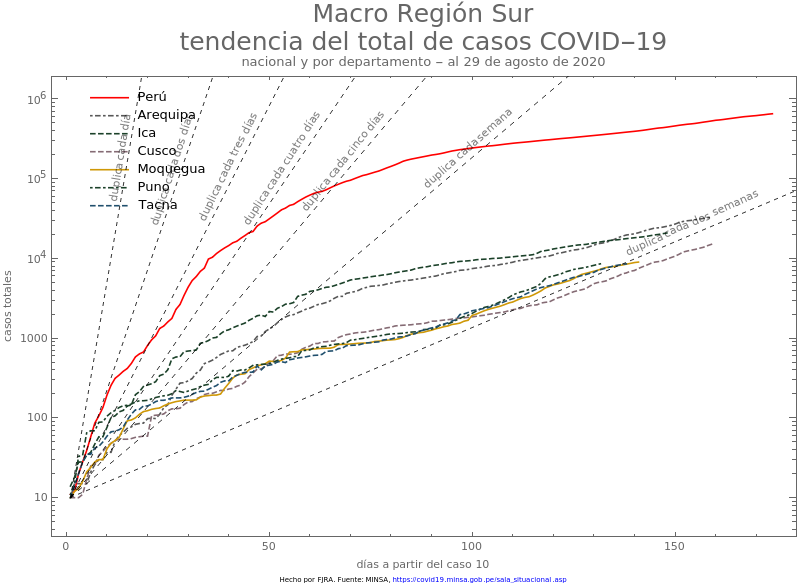 Macro Región Sur
tendencia del total de casos COVID−19
nacional y por departamento − al 29 de agosto de 2020
10^6
10^5
10^4
1000
100
10
casos totales
Perú
Arequipa
Ica
Cusco
Moquegua
Puno
Tacna
duplica cada día
duplica cada dos días
duplica cada tres días
duplica cada cuatro días
duplica cada cinco días
duplica cada semana
duplica cada dos semanas
0 50 100 150
días a partir del caso 10
Hecho por FJRA. Fuente: MINSA, https://covid19.minsa.gob.pe/sala_situacional.asp